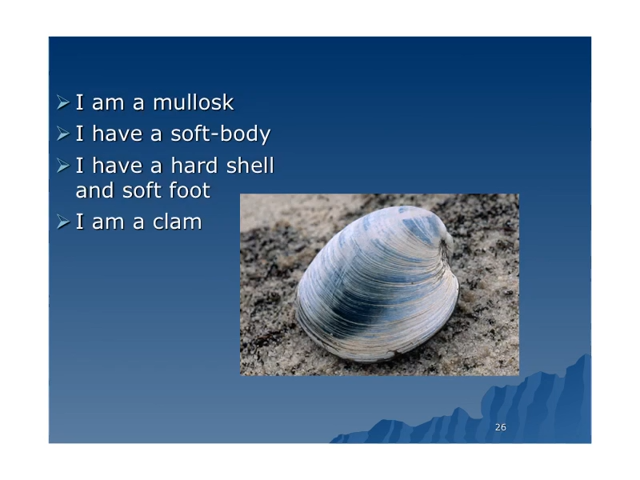 I am a mullosk
I have a soft-body
I have a hard shell
and soft foot
I am a clam
26